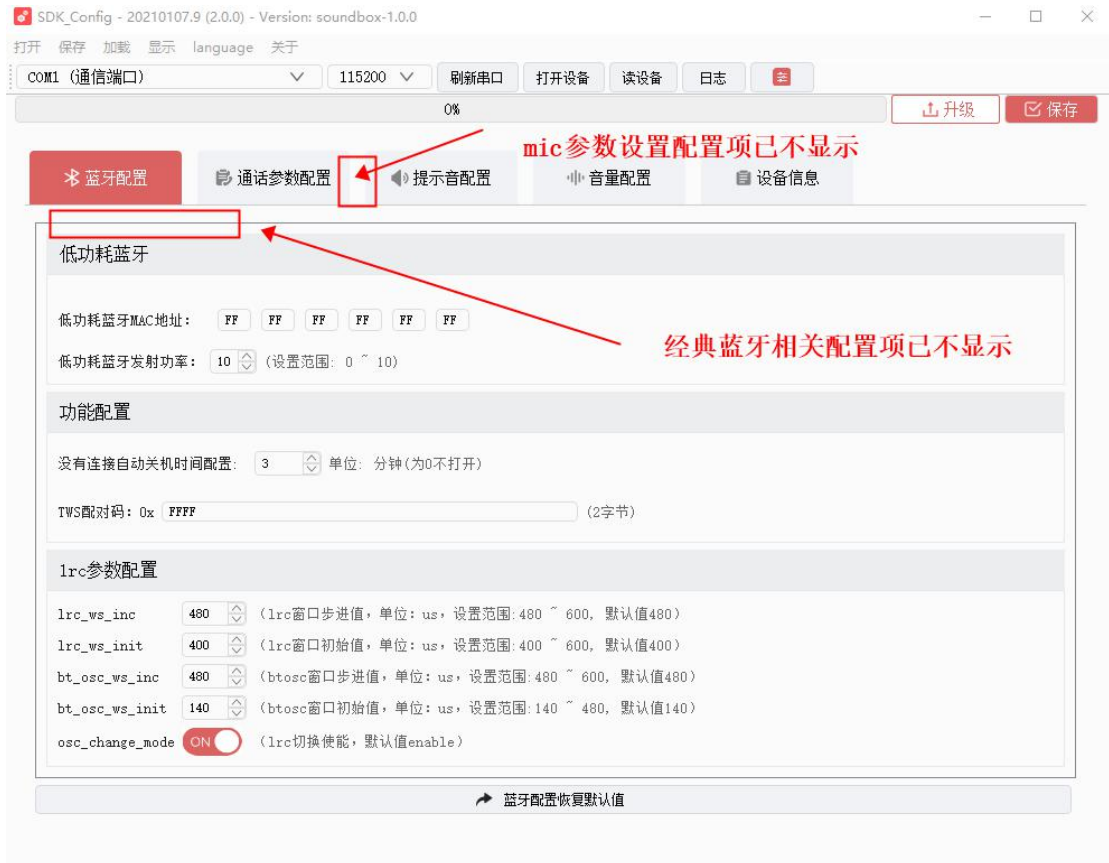 SDK_Config - 20210107.9 (2.0.0) - Version: soundbox-1.0.0
打开 保存 加载 显示 language 关于
COM1 (通信端口) 115200 刷新串口 打开设备 读设备 日志
0% 升级 保存
mic参数设置配置项已不显示
蓝牙配置 通话参数配置 提示音配置 音量配置 设备信息
低功耗蓝牙
低功耗蓝牙MAC地址: FF FF FF FF FF FF
经典蓝牙相关配置项已不显示
低功耗蓝牙发射功率: 10 (设置范围: 0 ~ 10)
功能配置
没有连接自动关机时间配置: 3 单位: 分钟(为0不打开)
TWS配对码: 0x FFFF (2字节)
lrc参数配置
lrc_ws_inc 480 (lrc窗口步进值, 单位: us, 设置范围:480 ~ 600, 默认值480)
lrc_ws_init 400 (lrc窗口初始值, 单位: us, 设置范围:400 ~ 600, 默认值400)
bt_osc_ws_inc 480 (btosc窗口步进值, 单位: us, 设置范围:480 ~ 600, 默认值480)
bt_osc_ws_init 140 (btosc窗口初始值, 单位: us, 设置范围:140 ~ 480, 默认值140)
osc_change_mode ON (lrc切换使能, 默认值enable)
蓝牙配置恢复默认值